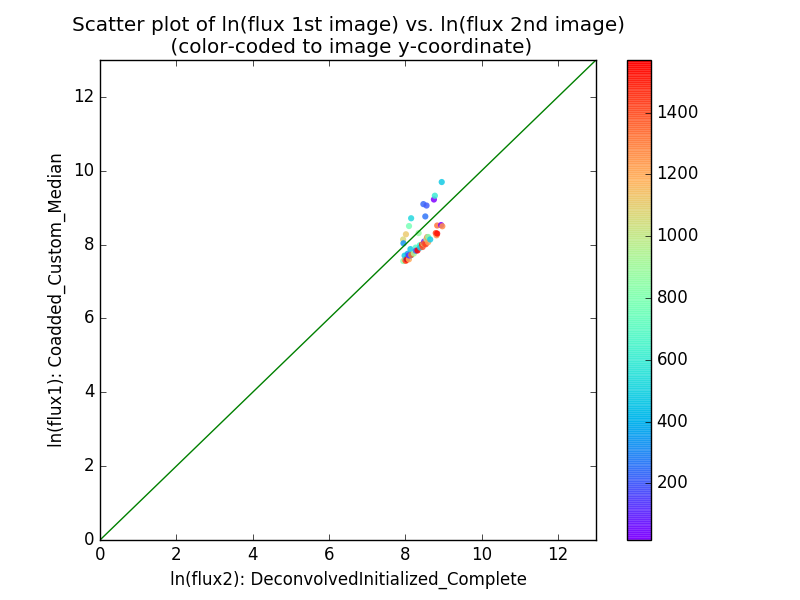 Scatter plot of ln(flux 1st image) vs. ln(flux 2nd image)
(color-coded to image y-coordinate)
ln(flux1): Coadded_Custom_Median
12
10
8
6
4
2
0
0 2 4 6 8 10 12
ln(flux2): DeconvolvedInitialized_Complete
1400
1200
1000
800
600
400
200